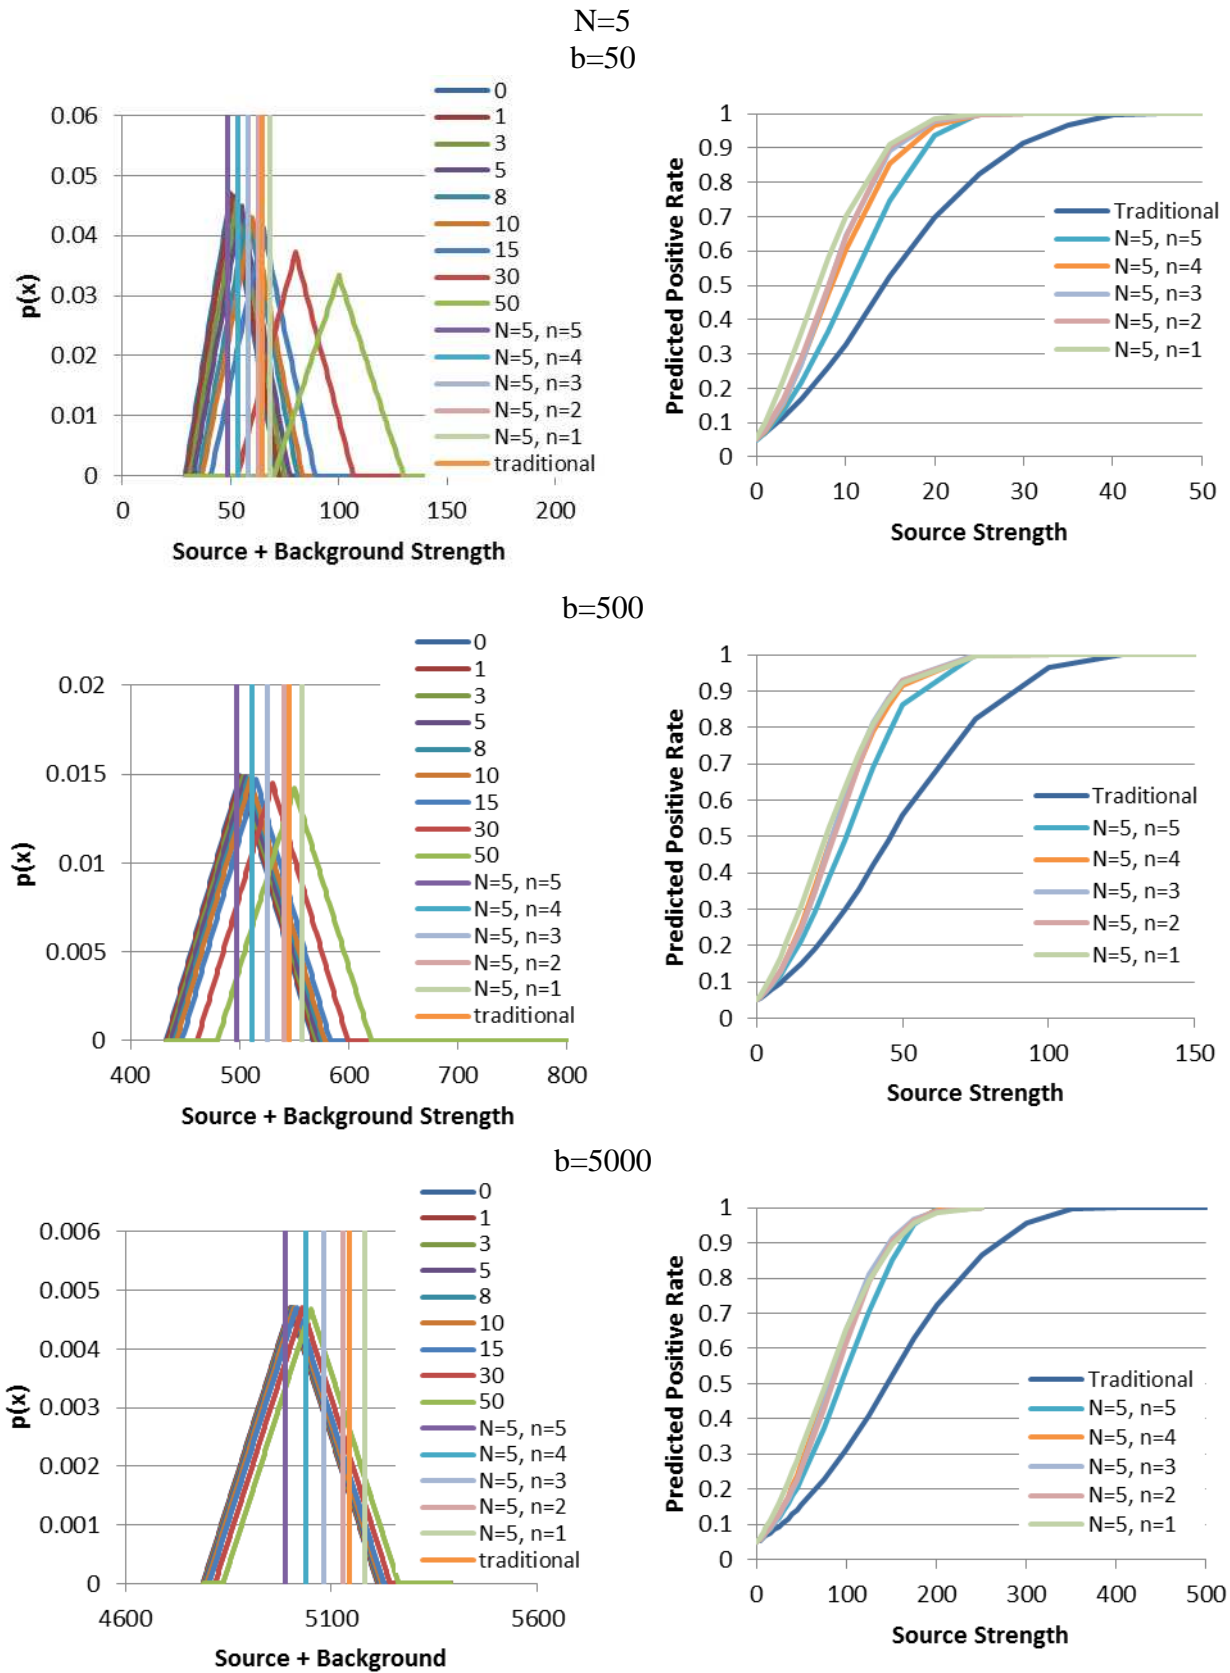 N=5
b=50
0
1
3
5
8
10
15
30
50
N=5, n=5
N=5, n=4
N=5, n=3
N=5, n=2
N=5, n=1
traditional
0.06
0.05
0.04
0.03
0.02
0.01
0
p(x)
0
50
100
150
200
Source + Background Strength
1
0.9
0.8
0.7
0.6
0.5
0.4
0.3
0.2
0.1
0
Predicted Positive Rate
Traditional
N=5, n=5
N=5, n=4
N=5, n=3
N=5, n=2
N=5, n=1
0
10
20
30
40
50
Source Strength
b=500
0
1
3
5
8
10
15
30
50
N=5, n=5
N=5, n=4
N=5, n=3
N=5, n=2
N=5, n=1
traditional
0.02
0.015
0.01
0.005
0
p(x)
400
500
600
700
800
Source + Background Strength
1
0.9
0.8
0.7
0.6
0.5
0.4
0.3
0.2
0.1
0
Predicted Positive Rate
Traditional
N=5, n=5
N=5, n=4
N=5, n=3
N=5, n=2
N=5, n=1
0
50
100
150
Source Strength
b=5000
0
1
3
5
8
10
15
30
50
N=5, n=5
N=5, n=4
N=5, n=3
N=5, n=2
N=5, n=1
traditional
0.006
0.005
0.004
0.003
0.002
0.001
0
p(x)
4600
5100
5600
Source + Background
1
0.9
0.8
0.7
0.6
0.5
0.4
0.3
0.2
0.1
0
Predicted Positive Rate
Traditional
N=5, n=5
N=5, n=4
N=5, n=3
N=5, n=2
N=5, n=1
0
100
200
300
400
500
Source Strength